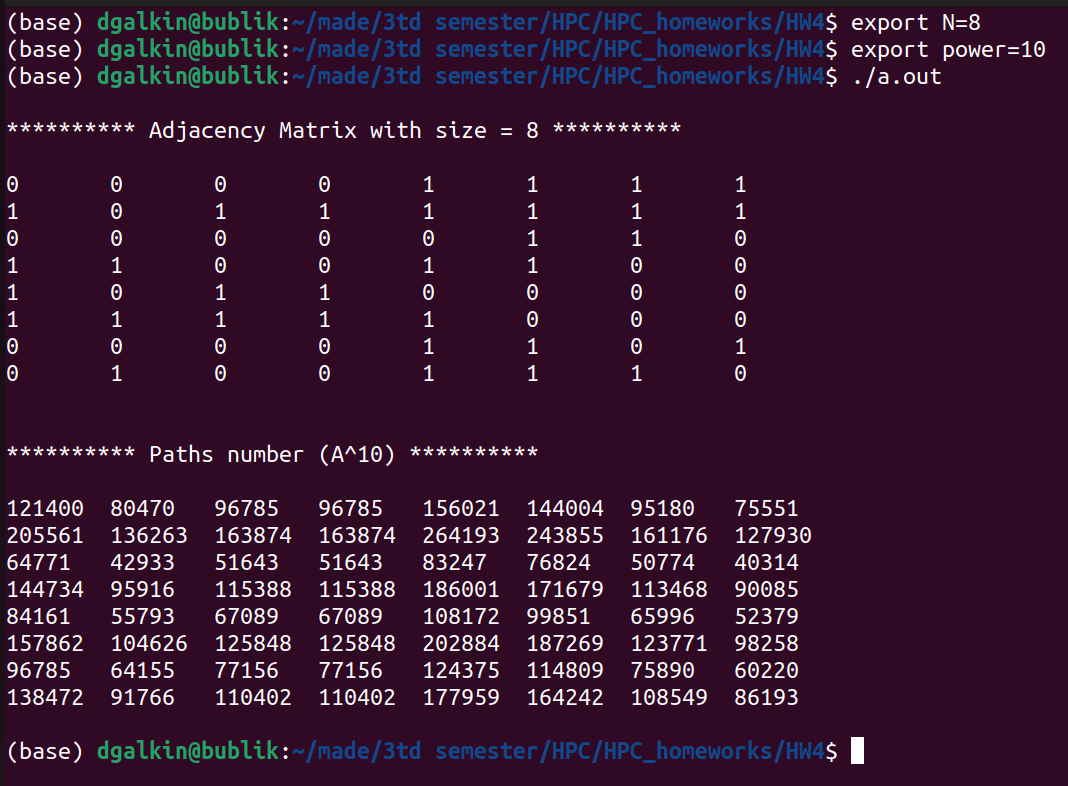 (base) dgalkin@bublik:~/made/3td semester/HPC/HPC_homeworks/HW4$ export N=8
(base) dgalkin@bublik:~/made/3td semester/HPC/HPC_homeworks/HW4$ export power=10
(base) dgalkin@bublik:~/made/3td semester/HPC/HPC_homeworks/HW4$ ./a.out
********** Adjacency Matrix with size = 8 **********
0 0 0 0 1 1 1 1
1 0 1 1 1 1 1 1
0 0 0 0 0 1 1 0
1 1 0 0 1 1 0 0
1 0 1 1 0 0 0 0
1 1 1 1 1 0 0 0
0 0 0 0 1 1 0 1
0 1 0 0 1 1 1 0
********** Paths number (A^10) **********
121400 80470 96785 96785 156021 144004 95180 75551
205561 136263 163874 163874 264193 243855 161176 127930
64771 42933 51643 51643 83247 76824 50774 40314
144734 95916 115388 115388 186001 171679 113468 90085
84161 55793 67089 67089 108172 99851 65996 52379
157862 104626 125848 125848 202884 187269 123771 98258
96785 64155 77156 77156 124375 114809 75890 60220
138472 91766 110402 110402 177959 164242 108549 86193
(base) dgalkin@bublik:~/made/3td semester/HPC/HPC_homeworks/HW4$